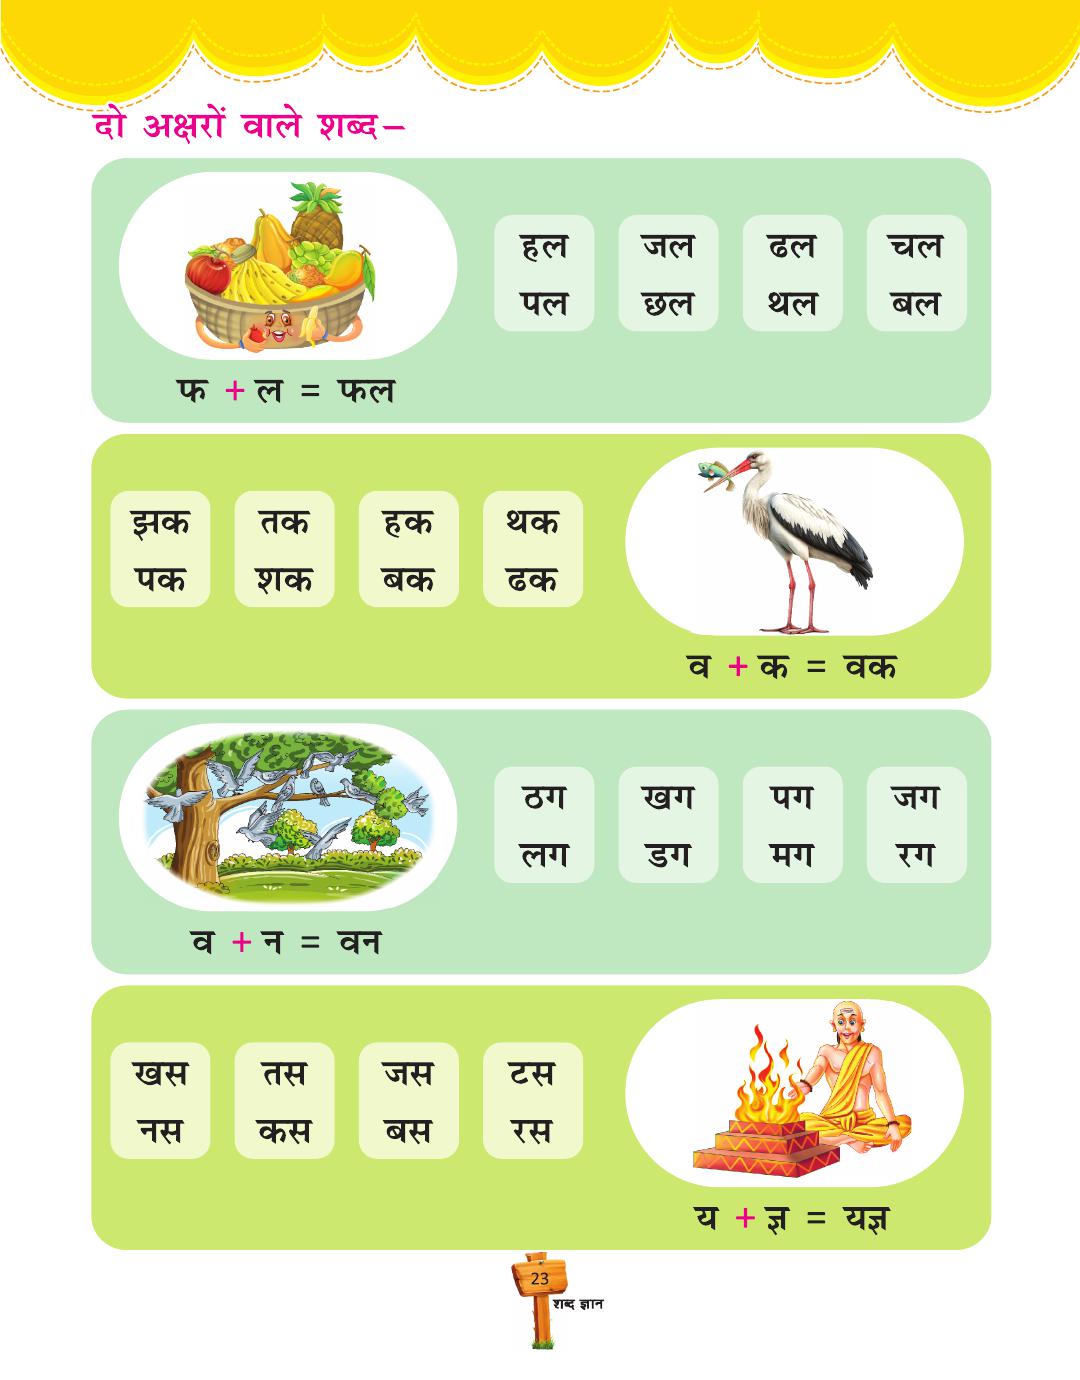 दो अक्षरों वाले शब्द–
हल जल ढल चल
पल छल थल बल
फ + ल = फल
झक तक हक थक
पक शक बक ढक
व + क = वक
ठग खग पग जग
लग डग मग रग
व + न = वन
खस तस जस टस
नस कस बस रस
य + ज्ञ = यज्ञ
23
शब्द ज्ञान